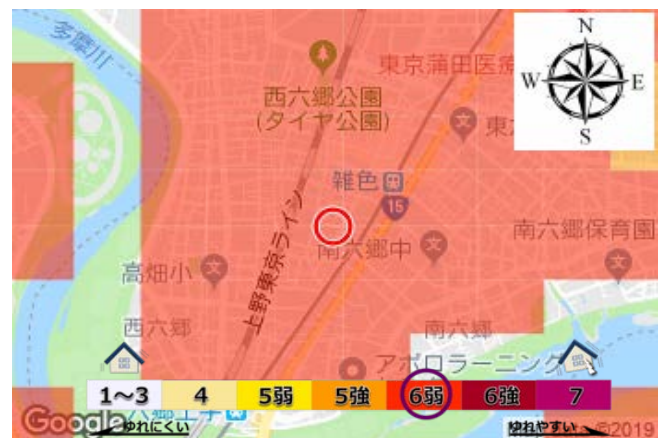 多摩川
N
W
E
S
東京蒲田医療
西六郷公園
(タイヤ公園)
東
雑色
15
上野東京ライン
南六郷中
南六郷保育園
高畑小
文
西六郷
南六郷
アポロラーニング
1～3 4 5弱 5強 6弱 6強 7
Google
ゆれにくい
ゆれやすい
©2019